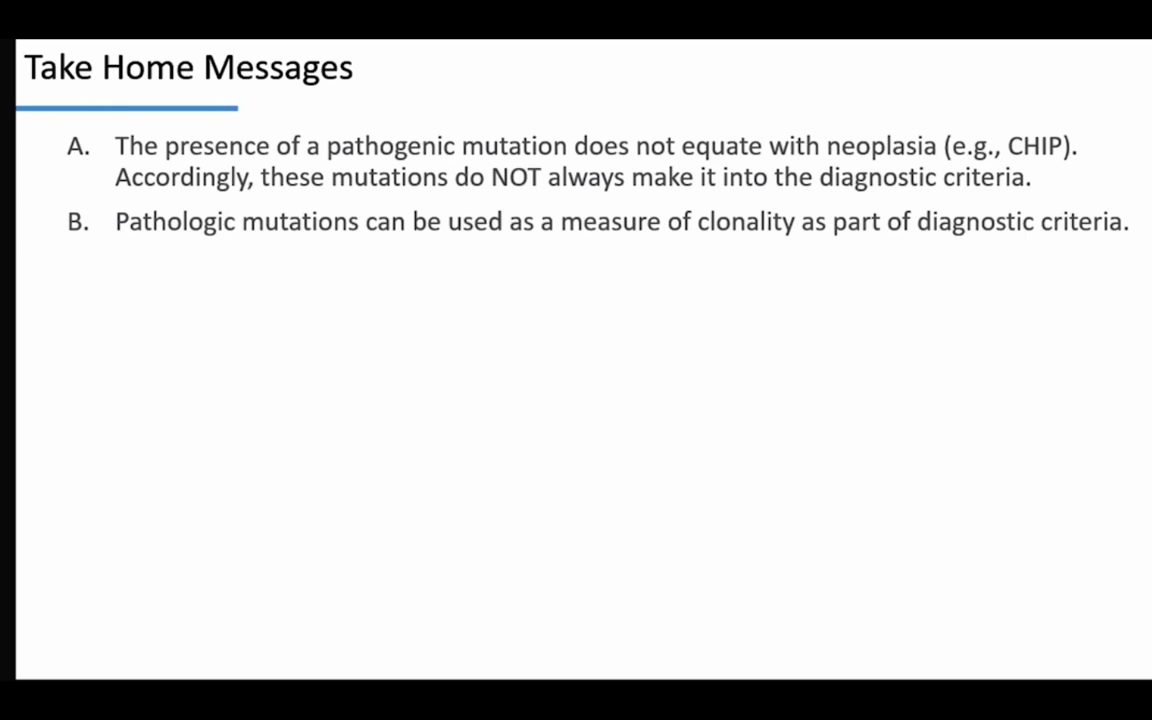 Take Home Messages
A. The presence of a pathogenic mutation does not equate with neoplasia (e.g., CHIP).
Accordingly, these mutations do NOT always make it into the diagnostic criteria.
B. Pathologic mutations can be used as a measure of clonality as part of diagnostic criteria.